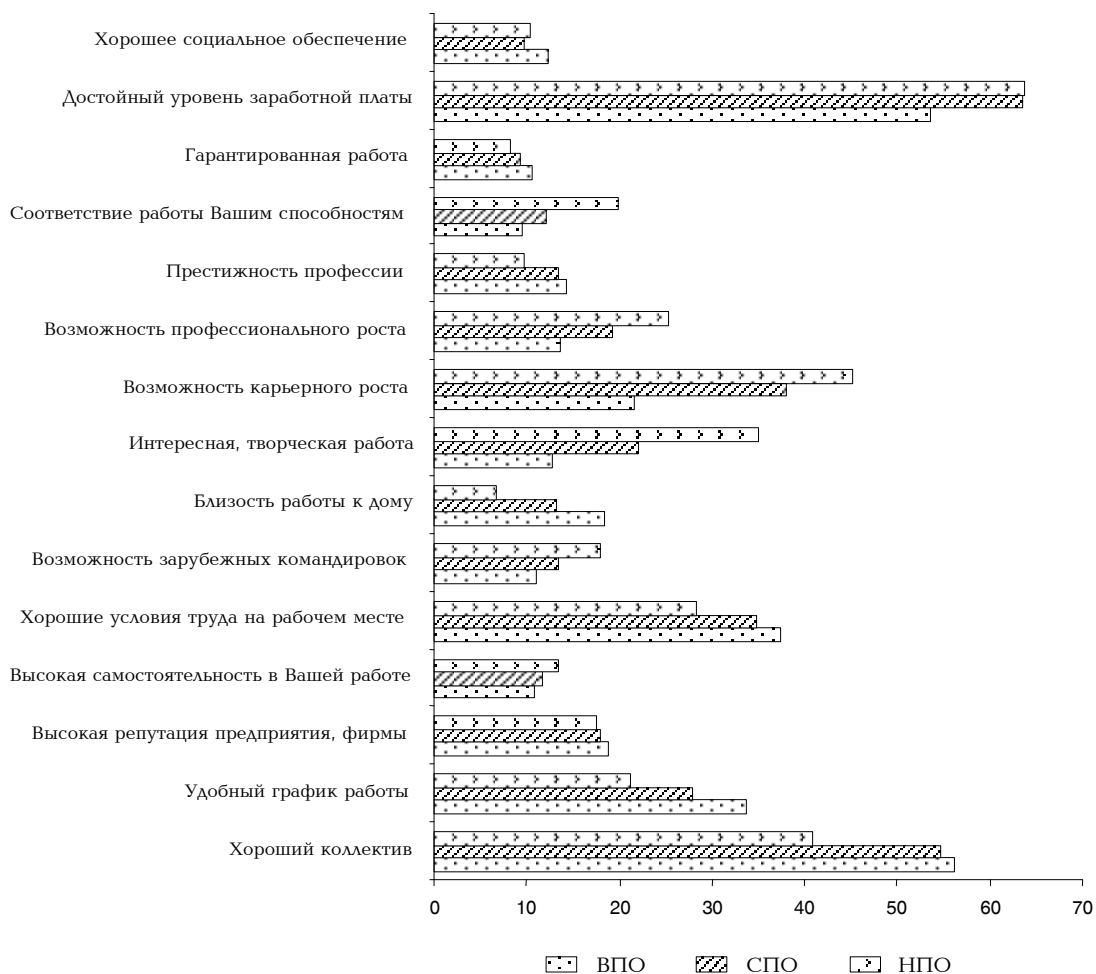 Хорошее социальное обеспечение
Достойный уровень заработной платы
Гарантированная работа
Соответствие работы Вашим способностям
Престижность профессии
Возможность профессионального роста
Возможность карьерного роста
Интересная, творческая работа
Близость работы к дому
Возможность зарубежных командировок
Хорошие условия труда на рабочем месте
Высокая самостоятельность в Вашей работе
Высокая репутация предприятия, фирмы
Удобный график работы
Хороший коллектив
0 10 20 30 40 50 60 70
ВПО СПО НПО